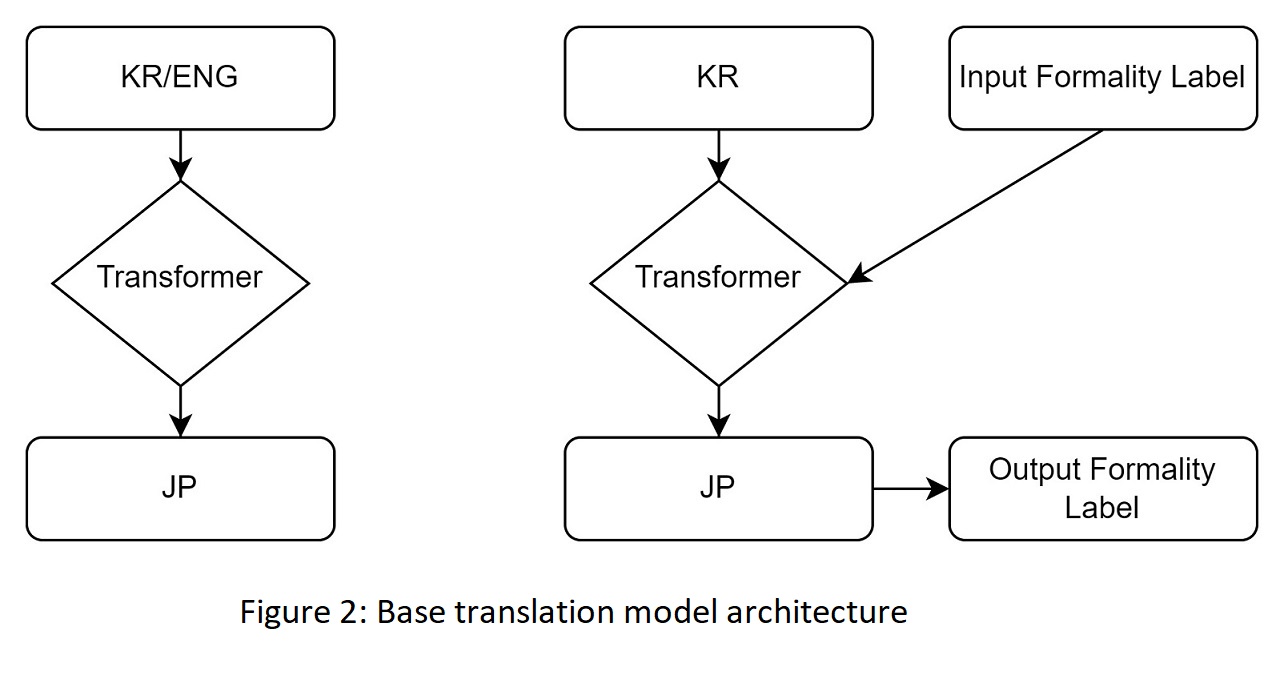 KR/ENG
Transformer
JP
KR
Input Formality Label
Transformer
JP
Output Formality
Label
Figure 2: Base translation model architecture